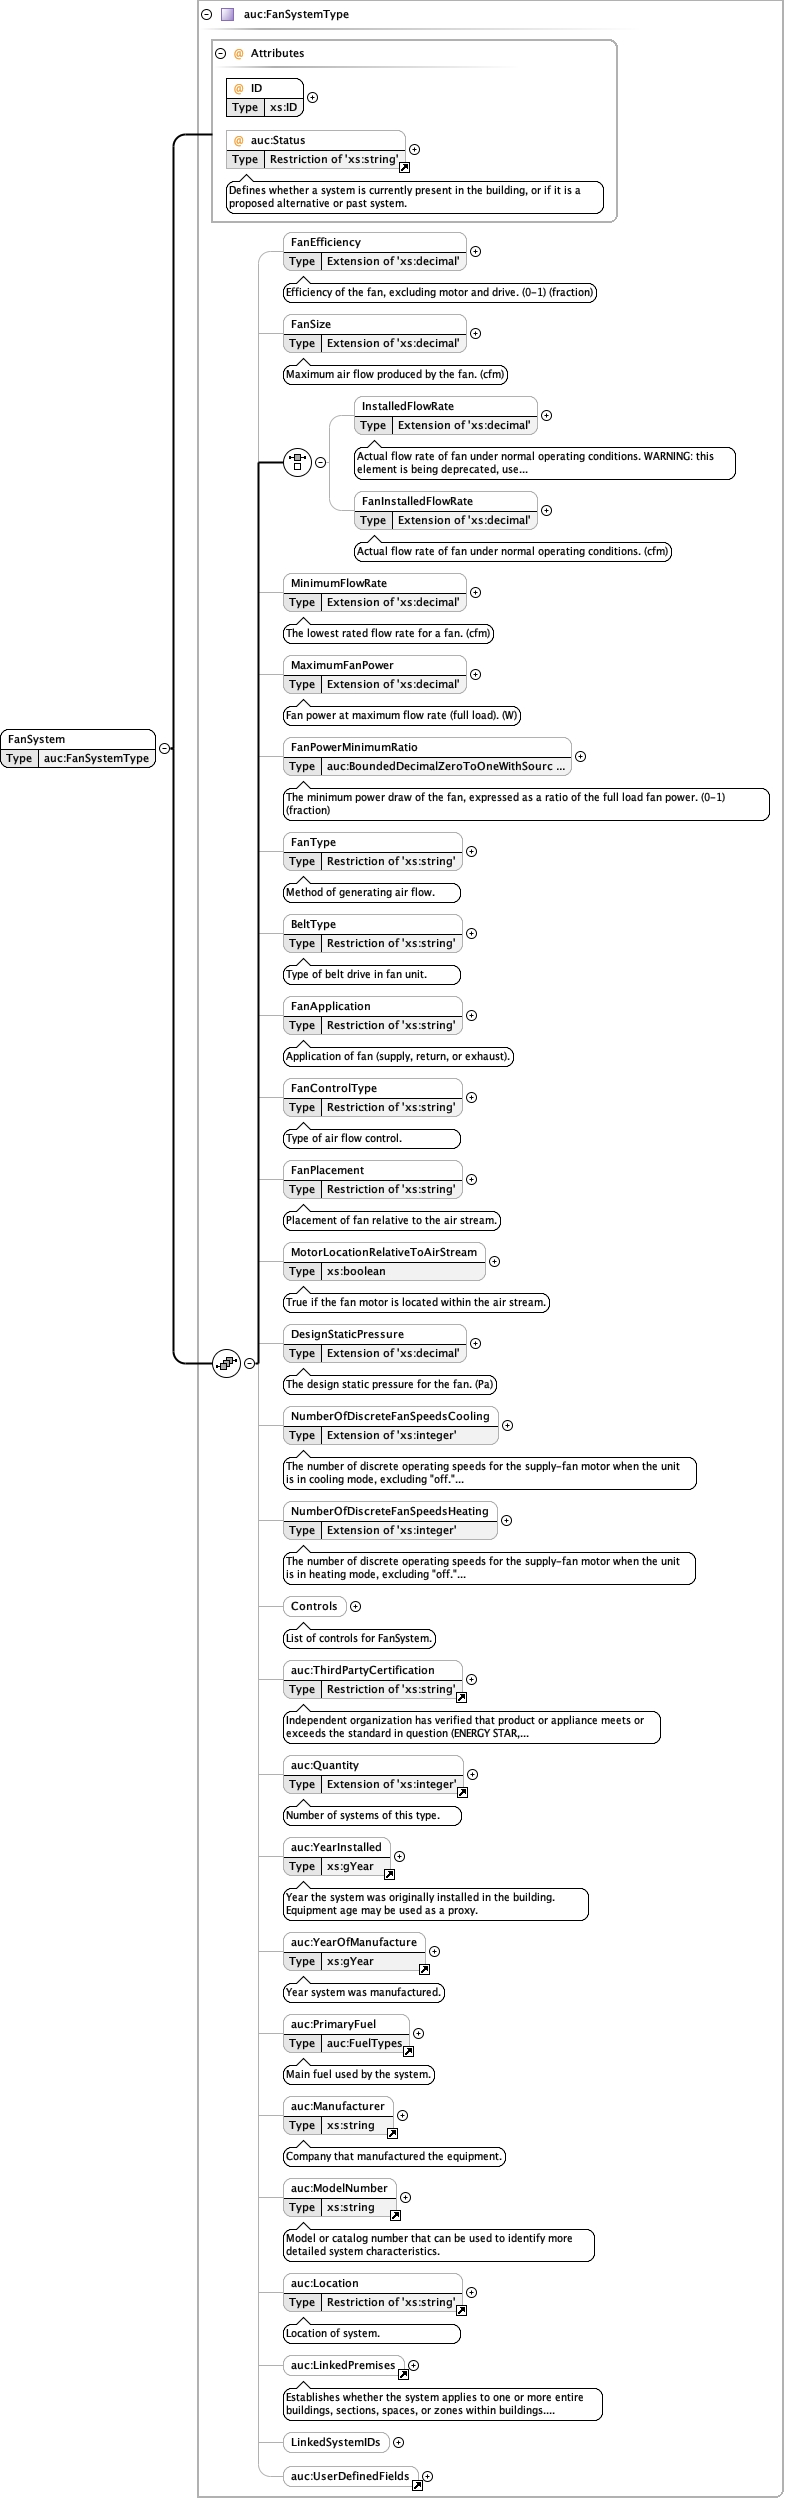 auc:FanSystemType
@ Attributes
@ ID
Type xs:ID
@ auc:Status
Type Restriction of 'xs:string'
Defines whether a system is currently present in the building, or if it is a
proposed alternative or past system.
FanEfficiency
Type Extension of 'xs:decimal'
Efficiency of the fan, excluding motor and drive. (0-1) (fraction)
FanSize
Type Extension of 'xs:decimal'
Maximum air flow produced by the fan. (cfm)
InstalledFlowRate
Type Extension of 'xs:decimal'
Actual flow rate of fan under normal operating conditions. WARNING: this
element is being deprecated, use...
FanInstalledFlowRate
Type Extension of 'xs:decimal'
Actual flow rate of fan under normal operating conditions. (cfm)
MinimumFlowRate
Type Extension of 'xs:decimal'
The lowest rated flow rate for a fan. (cfm)
MaximumFanPower
Type Extension of 'xs:decimal'
Fan power at maximum flow rate (full load). (W)
FanSystem
Type auc:FanSystemType
FanPowerMinimumRatio
Type auc:BoundedDecimalZeroToOneWithSourc ...
The minimum power draw of the fan, expressed as a ratio of the full load fan power. (0-1)
(fraction)
FanType
Type Restriction of 'xs:string'
Method of generating air flow.
BeltType
Type Restriction of 'xs:string'
Type of belt drive in fan unit.
FanApplication
Type Restriction of 'xs:string'
Application of fan (supply, return, or exhaust).
FanControlType
Type Restriction of 'xs:string'
Type of air flow control.
FanPlacement
Type Restriction of 'xs:string'
Placement of fan relative to the air stream.
MotorLocationRelativeToAirStream
Type xs:boolean
True if the fan motor is located within the air stream.
DesignStaticPressure
Type Extension of 'xs:decimal'
The design static pressure for the fan. (Pa)
NumberOfDiscreteFanSpeedsCooling
Type Extension of 'xs:integer'
The number of discrete operating speeds for the supply-fan motor when the unit
is in cooling mode, excluding "off."...
NumberOfDiscreteFanSpeedsHeating
Type Extension of 'xs:integer'
The number of discrete operating speeds for the supply-fan motor when the unit
is in heating mode, excluding "off."...
Controls
List of controls for FanSystem.
auc:ThirdPartyCertification
Type Restriction of 'xs:string'
Independent organization has verified that product or appliance meets or
exceeds the standard in question (ENERGY STAR,...
auc:Quantity
Type Extension of 'xs:integer'
Number of systems of this type.
auc:YearInstalled
Type xs:gYear
Year the system was originally installed in the building.
Equipment age may be used as a proxy.
auc:YearOfManufacture
Type xs:gYear
Year system was manufactured.
auc:PrimaryFuel
Type auc:FuelTypes
Main fuel used by the system.
auc:Manufacturer
Type xs:string
Company that manufactured the equipment.
auc:ModelNumber
Type xs:string
Model or catalog number that can be used to identify more
detailed system characteristics.
auc:Location
Type Restriction of 'xs:string'
Location of system.
auc:LinkedPremises
Establishes whether the system applies to one or more entire
buildings, sections, spaces, or zones within buildings....
LinkedSystemIDs
auc:UserDefinedFields